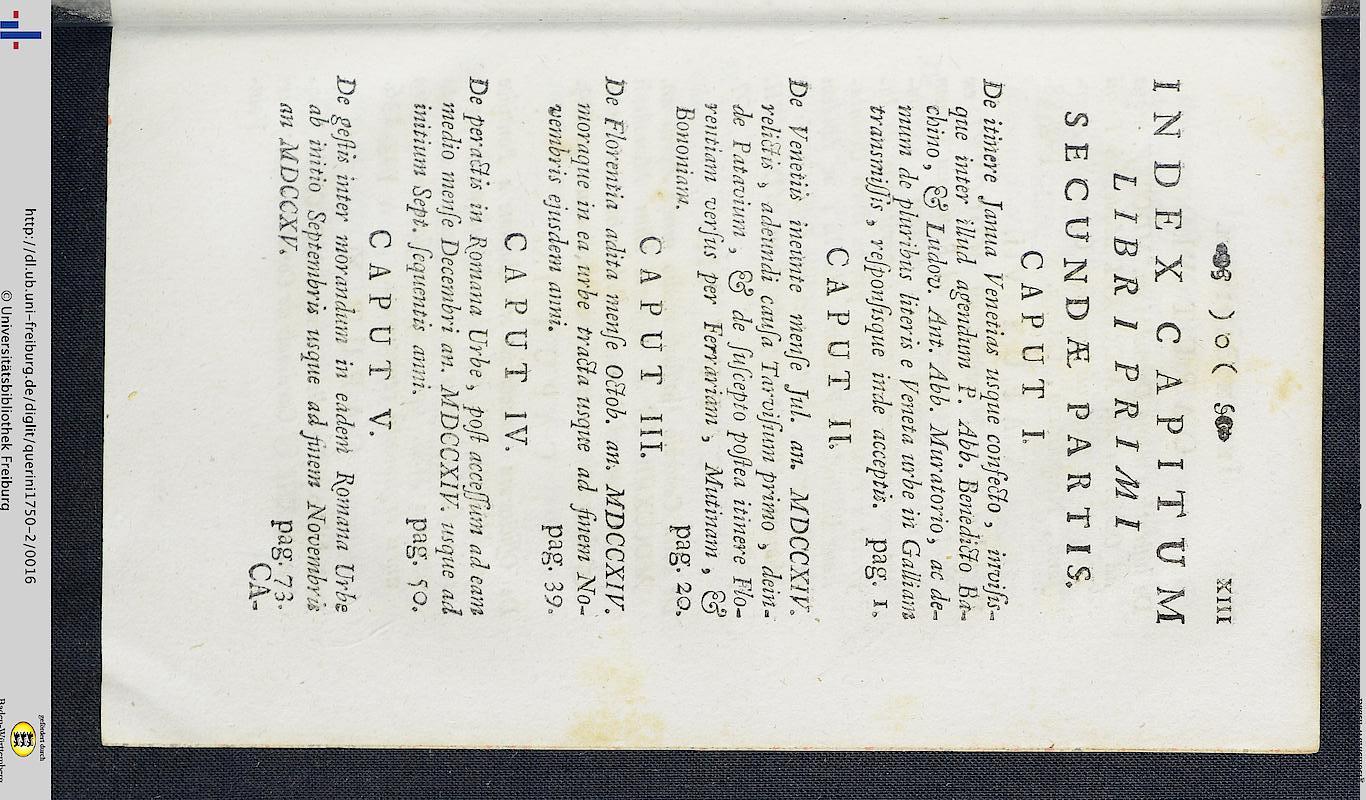 ) o ( XIII
INDEX CAPITUM
LIBRI PRIMI
SECUNDÆ PARTIS.
CAPUT I.
De itinere Janua Venetias usque confecto, invisis-
que inter illud agendum P. Abb. Benedicto Ba-
chino, & Ludov. Ant. Abb. Muratorio, ac de-
mum de pluribus literis e Veneta urbe in Galliam
transmissis, responsisque inde acceptis. pag. 1.
CAPUT II.
De Venetiis ineunte mense Jul. an. MDCCXIV.
relictis, adeundi causa Tarvisium primo, dein-
de Patavium, & de suscepto postea itinere Flo-
rentiam versus per Ferrariam, Mutinam, &
Bononiam. pag. 20.
CAPUT III.
De Florentia adita mense Octob. an. MDCCXIV.
moraque in ea urbe tracta usque ad finem No-
vembris ejusdem anni. pag. 39.
CAPUT IV.
De peractis in Romana Urbe, post accessum ad eam
medio mense Decembri an. MDCCXIV. usque ad
initium Sept. sequentis anni. pag. 50.
CAPUT V.
De gestis inter morandum in eadem Romana Urbe
ab initio Septembris usque ad finem Novembris
an MDCCXV. pag. 73.
CA-
http://dl.ub.uni-freiburg.de/diglit/querini1750-2/0016
© Universitätsbibliothek Freiburg
gefördert durch
Baden-Württemberg